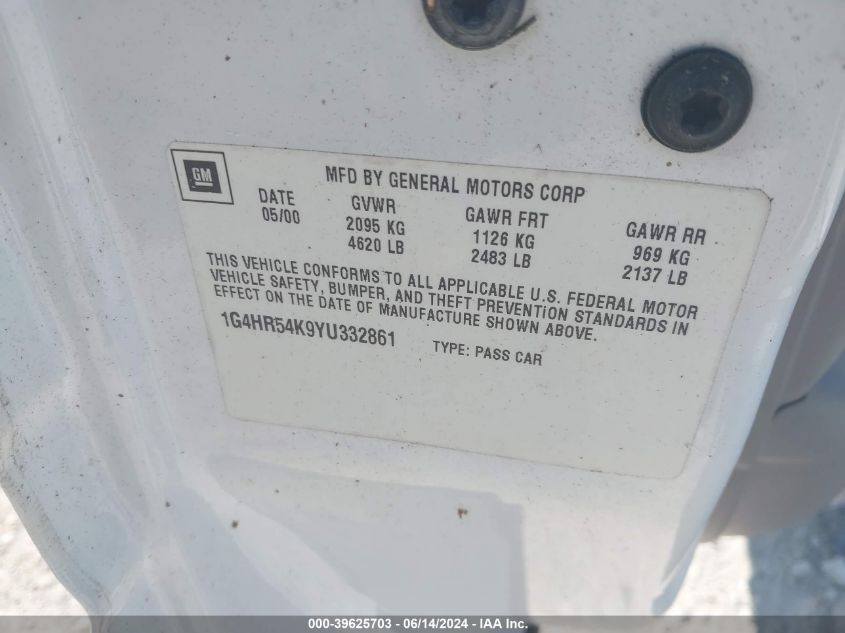 GM
MFD BY GENERAL MOTORS CORP
DATE GVWR GAWR FRT GAWR RR
05/00 2095 KG 1126 KG 969 KG
4620 LB 2483 LB 2137 LB
THIS VEHICLE CONFORMS TO ALL APPLICABLE U.S. FEDERAL MOTOR
VEHICLE SAFETY, BUMPER, AND THEFT PREVENTION STANDARDS IN
EFFECT ON THE DATE OF MANUFACTURE SHOWN ABOVE.
1G4HR54K9YU332861 TYPE: PASS CAR
000-39625703 - 06/14/2024 - IAA Inc.